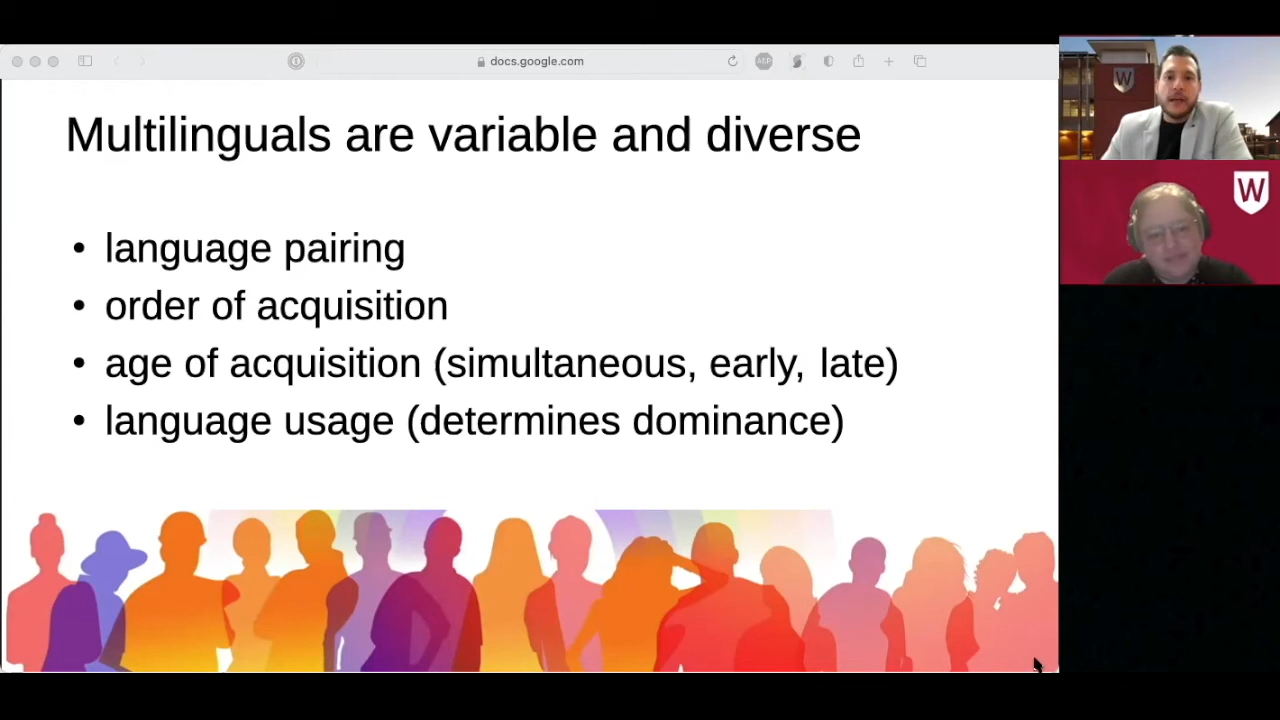 docs.google.com
ABP
Multilinguals are variable and diverse
• language pairing
• order of acquisition
• age of acquisition (simultaneous, early, late)
• language usage (determines dominance)
W
W